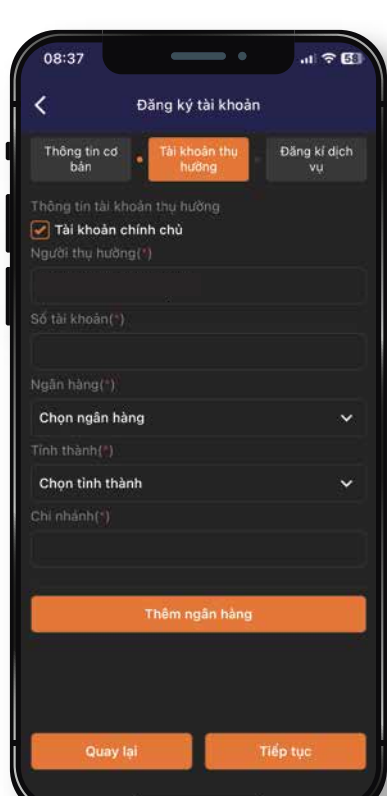 08:37
Đăng ký tài khoản
Thông tin cơ
bản
Tài khoản thụ
hưởng
Đăng kí dịch
vụ
Thông tin tài khoản thụ hưởng
Tài khoản chính chủ
Người thụ hưởng(*)
Số tài khoản(*)
Ngân hàng(*)
Chọn ngân hàng
Tỉnh thành(*)
Chọn tỉnh thành
Chi nhánh(*)
Thêm ngân hàng
Quay lại
Tiếp tục